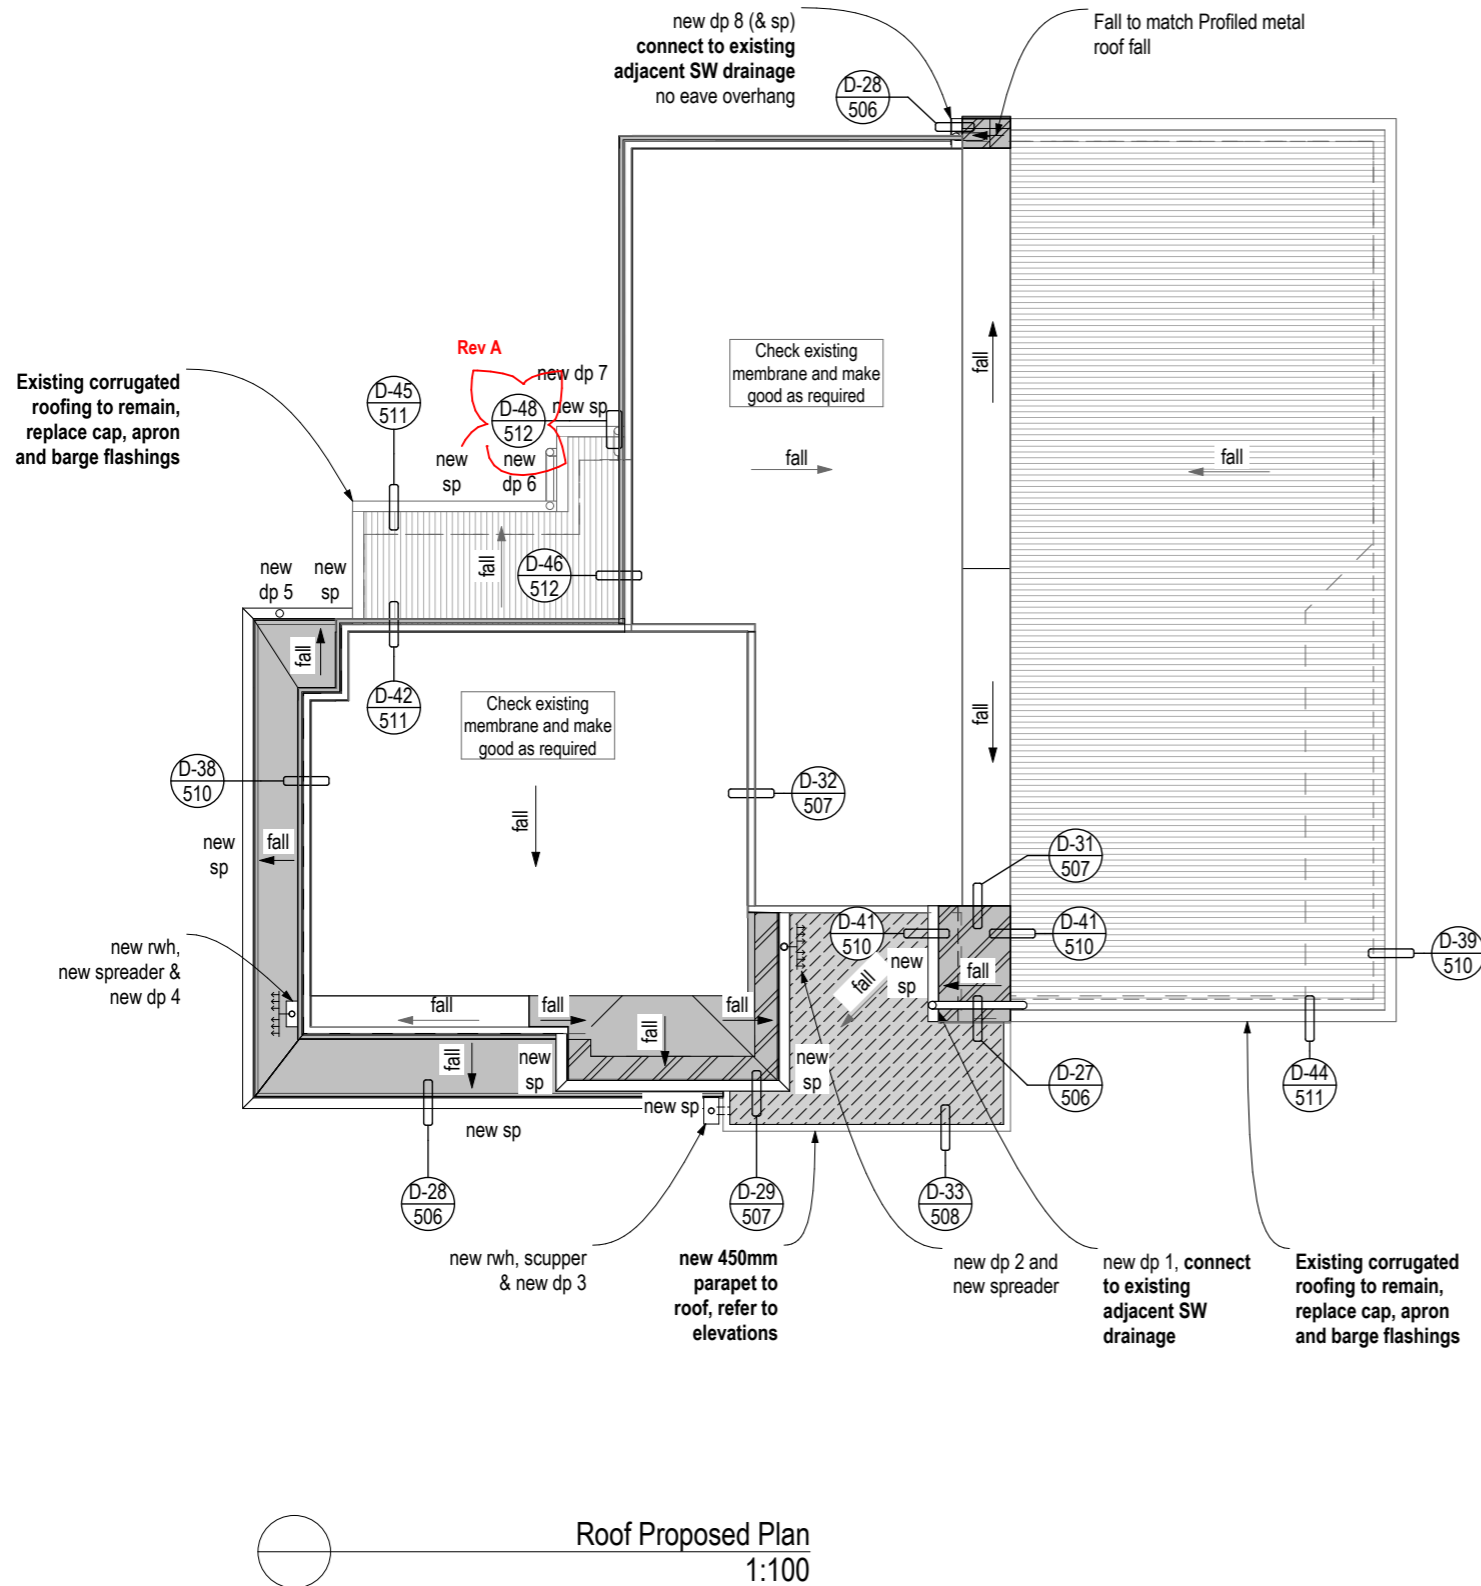 new dp 8 (& sp)
connect to existing
adjacent SW drainage
no eave overhang
Fall to match Profiled metal
roof fall
D-28
506
Rev A
Existing corrugated
roofing to remain,
replace cap, apron
and barge flashings
D-45
511
new dp 7
D-48
512
new sp
new
sp
new
dp 6
Check existing
membrane and make
good as required
fall
fall
fall
fall
D-46
512
new
dp 5
new
sp
fall
fall
D-42
511
Check existing
membrane and make
good as required
fall
D-38
510
D-32
507
fall
new
sp
fall
D-31
507
D-41
510
D-41
510
D-39
510
new rwh,
new spreader &
new dp 4
new
sp
fall
fall
fall
fall
fall
fall
fall
new
sp
new
sp
new sp
new sp
D-27
506
D-44
511
D-28
506
D-29
507
D-33
508
new rwh, scupper
& new dp 3
new 450mm
parapet to
roof, refer to
elevations
new dp 2 and
new spreader
new dp 1, connect
to existing
adjacent SW
drainage
Existing corrugated
roofing to remain,
replace cap, apron
and barge flashings
Roof Proposed Plan
1:100